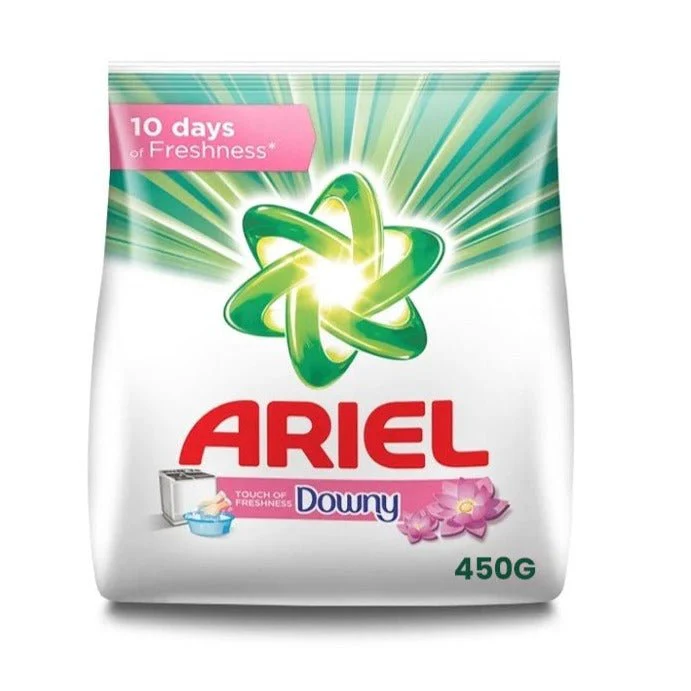 10 days
of Freshness*
ARIEL
TOUCH OF
FRESHNESS
Downy
450G